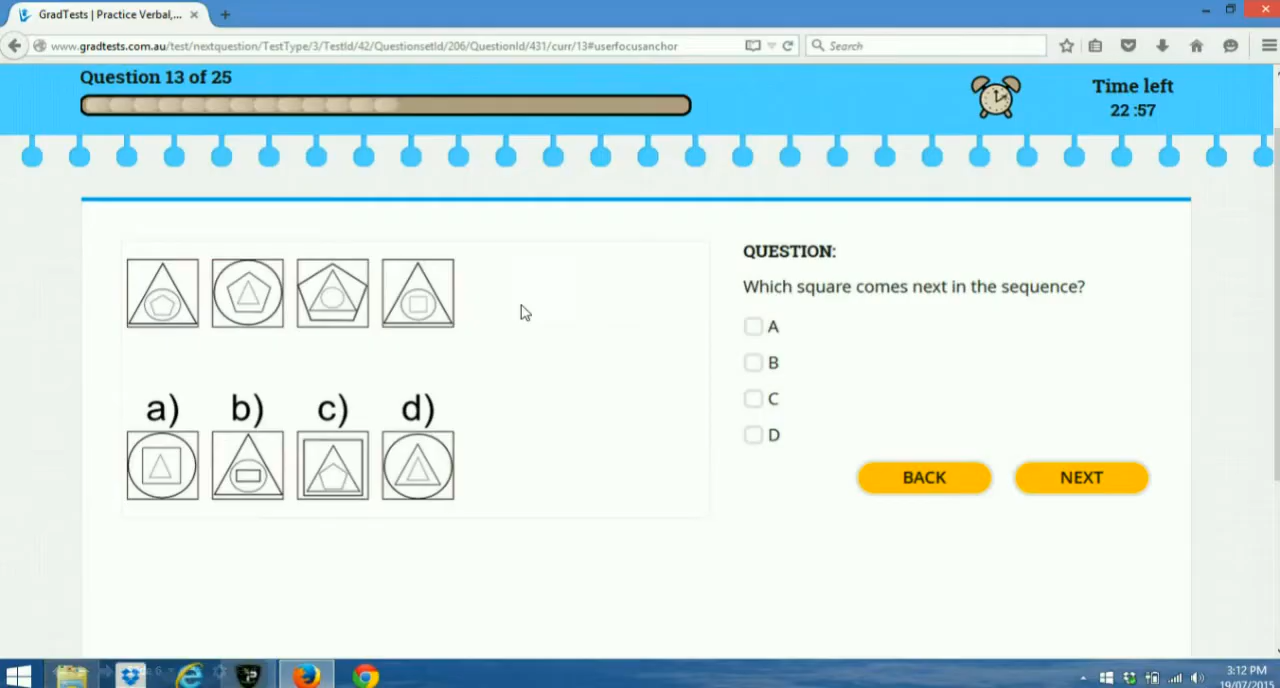 GradTests | Practice Verbal,...
www.gradtests.com.au/test/nextquestion/TestType/3/TestId/42/QuestionsetId/206/QuestionId/431/curr/13#userfocusanchor
Search
Question 13 of 25
Time left
22 :57
QUESTION:
Which square comes next in the sequence?
A
B
C
D
a) b) c) d)
BACK NEXT
3:12 PM
19/07/2015